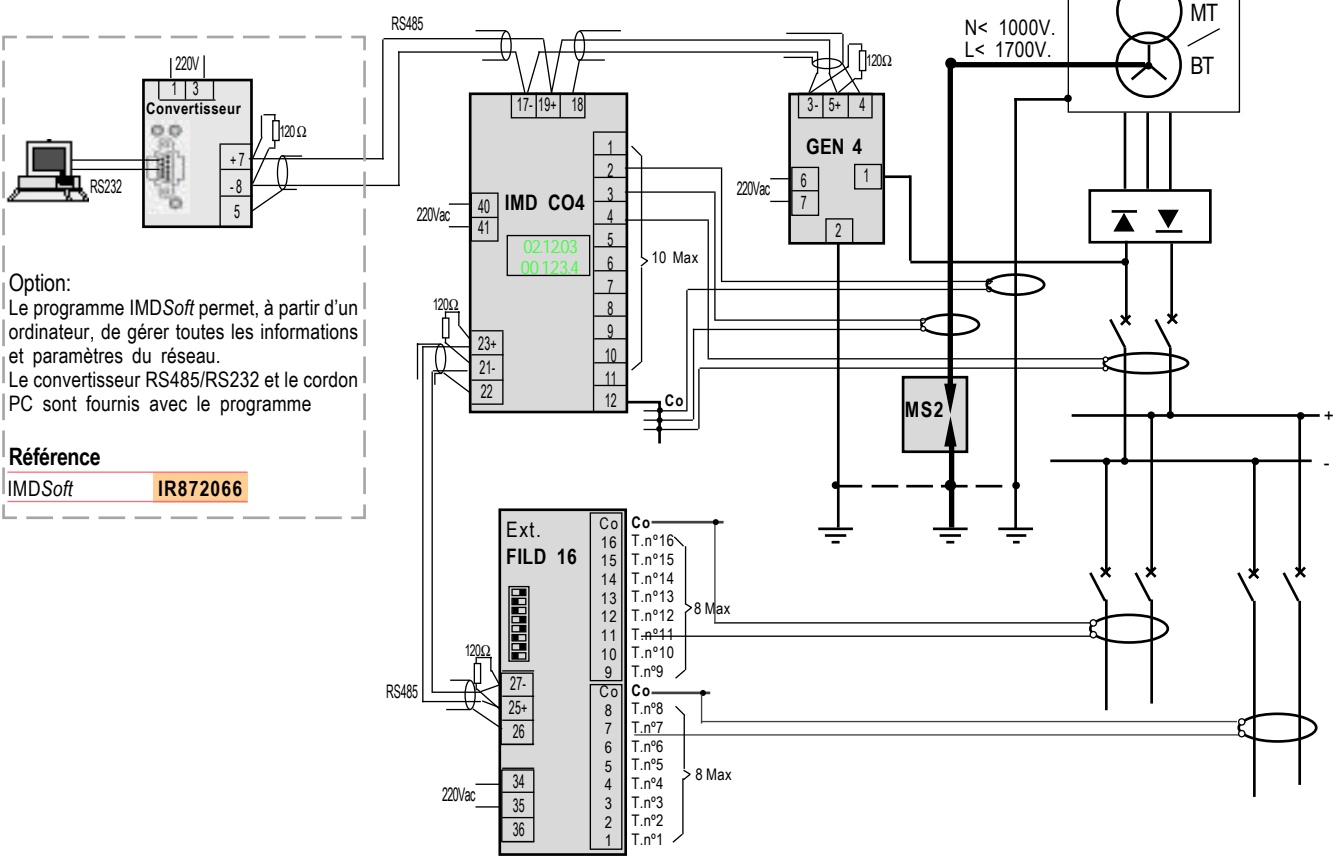 RS485
N< 1000V.
L< 1700V.
MT
BT
220V
1 3
Convertisseur
120 Ω
+7
-8
5
RS232
17- 19+ 18
IMD CO4
220Vac
40
41
02.12.03
00.123.4
1
2
3
4
5
6
7
8
9
10
11
12
10 Max
Co
120Ω
23+
21-
22
120Ω
3- 5+ 4
GEN 4
220Vac
6
7
1
2
MS2
+
-
Option:
Le programme IMDSoft permet, à partir d’un
ordinateur, de gérer toutes les informations
et paramètres du réseau.
Le convertisseur RS485/RS232 et le cordon
PC sont fournis avec le programme
Référence
IMDSoft IR872066
Ext.
FILD 16
Co Co
16 T.nº16
15 T.nº15
14 T.nº14
13 T.nº13
12 T.nº12
11 T.nº11
10 T.nº10
9 T.nº9
8 Max
Co Co
8 T.nº8
7 T.nº7
6 T.nº6
5 T.nº5
4 T.nº4
3 T.nº3
2 T.nº2
1 T.nº1
8 Max
120Ω
RS485
27-
25+
26
220Vac
34
35
36